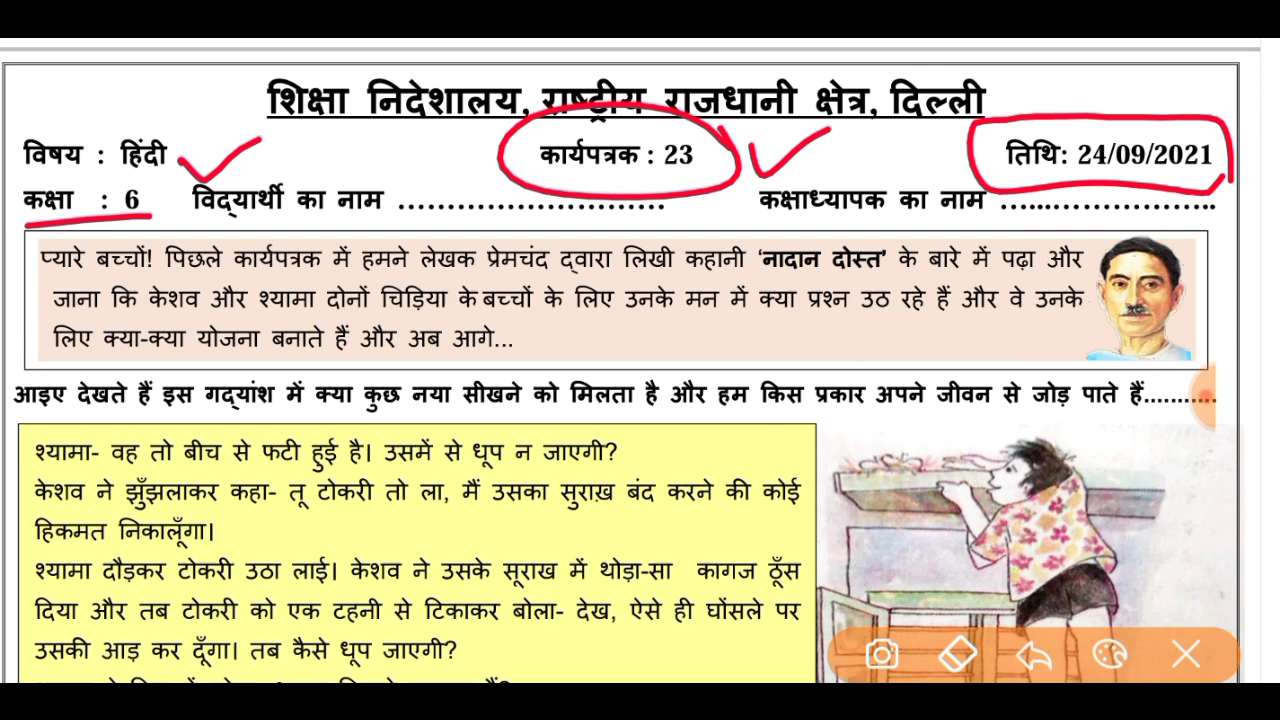 शिक्षा निदेशालय, राष्ट्रीय राजधानी क्षेत्र, दिल्ली
विषय : हिंदी कार्यपत्रक : 23 तिथि: 24/09/2021
कक्षा : 6 विद्यार्थी का नाम ........................... कक्षाध्यापक का नाम ........................
प्यारे बच्चों! पिछले कार्यपत्रक में हमने लेखक प्रेमचंद द्वारा लिखी कहानी ‘नादान दोस्त’ के बारे में पढ़ा और
जाना कि केशव और श्यामा दोनों चिड़िया के बच्चों के लिए उनके मन में क्या प्रश्न उठ रहे हैं और वे उनके
लिए क्या-क्या योजना बनाते हैं और अब आगे...
आइए देखते हैं इस गद्यांश में क्या कुछ नया सीखने को मिलता है और हम किस प्रकार अपने जीवन से जोड़ पाते हैं...........
श्यामा- वह तो बीच से फटी हुई है। उसमें से धूप न जाएगी?
केशव ने झुँझलाकर कहा- तू टोकरी तो ला, मैं उसका सुराख़ बंद करने की कोई
हिकमत निकालूँगा।
श्यामा दौड़कर टोकरी उठा लाई। केशव ने उसके सूराख में थोड़ा-सा कागज ठूँस
दिया और तब टोकरी को एक टहनी से टिकाकर बोला- देख, ऐसे ही घोंसले पर
उसकी आड़ कर दूँगा। तब कैसे धूप जाएगी?